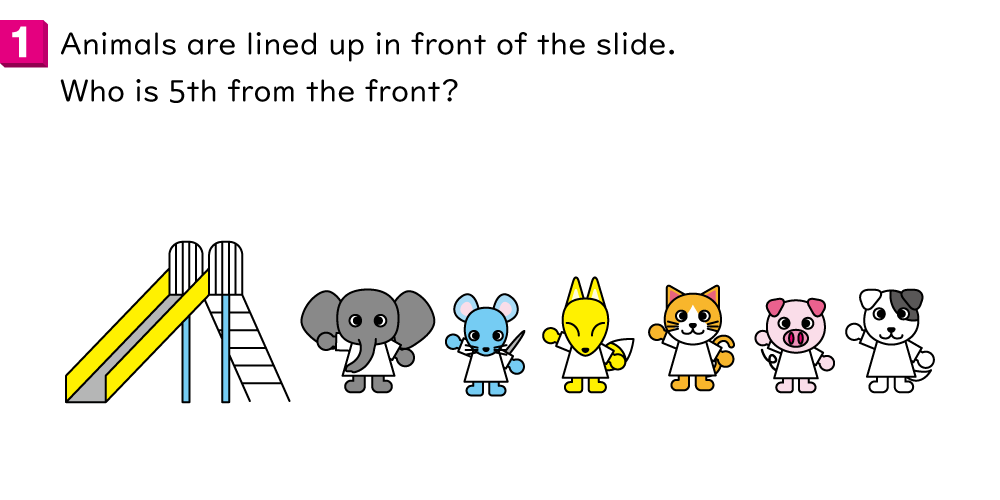 1
Animals are lined up in front of the slide.
Who is 5th from the front?